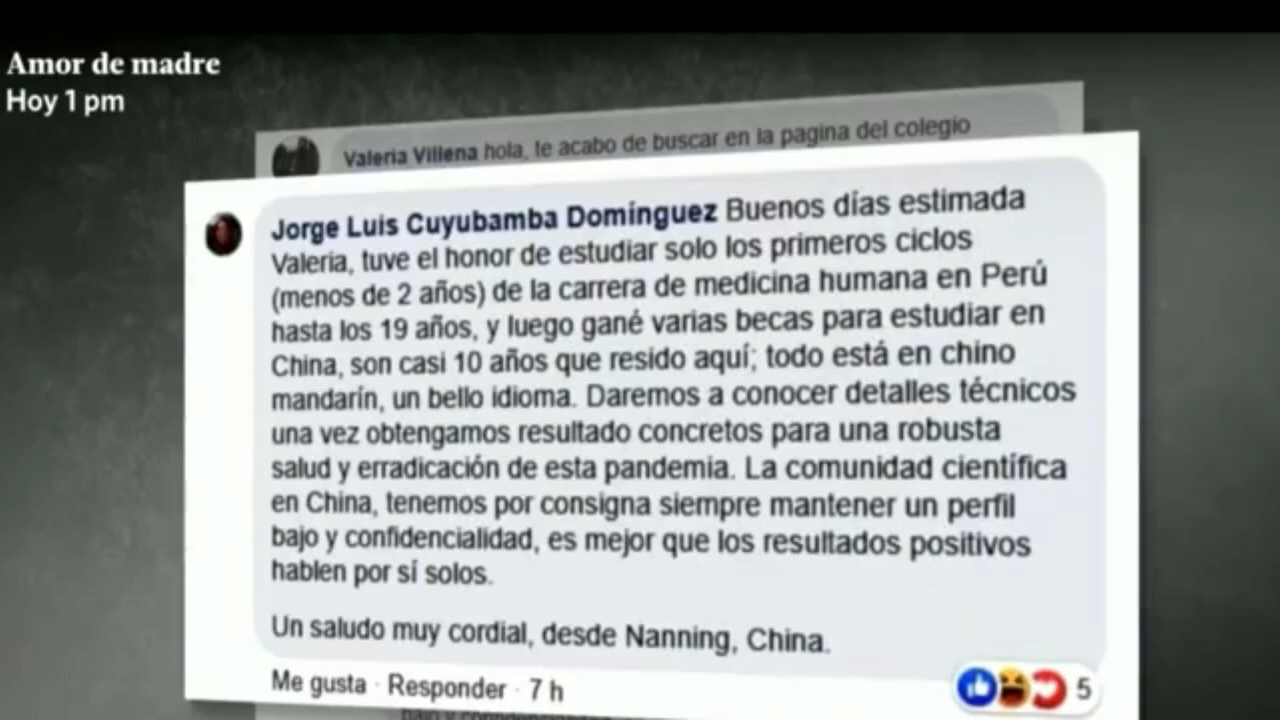 Amor de madre
Hoy 1 pm
Valeria Villena hola, te acabo de buscar en la pagina del colegio
Jorge Luis Cuyubamba Domínguez Buenos días estimada
Valeria, tuve el honor de estudiar solo los primeros ciclos
(menos de 2 años) de la carrera de medicina humana en Perú
hasta los 19 años, y luego gané varias becas para estudiar en
China, son casi 10 años que resido aquí; todo está en chino
mandarín, un bello idioma. Daremos a conocer detalles técnicos
una vez obtengamos resultado concretos para una robusta
salud y erradicación de esta pandemia. La comunidad científica
en China, tenemos por consigna siempre mantener un perfil
bajo y confidencialidad, es mejor que los resultados positivos
hablen por sí solos.
Un saludo muy cordial, desde Nanning, China.
Me gusta · Responder · 7 h
5